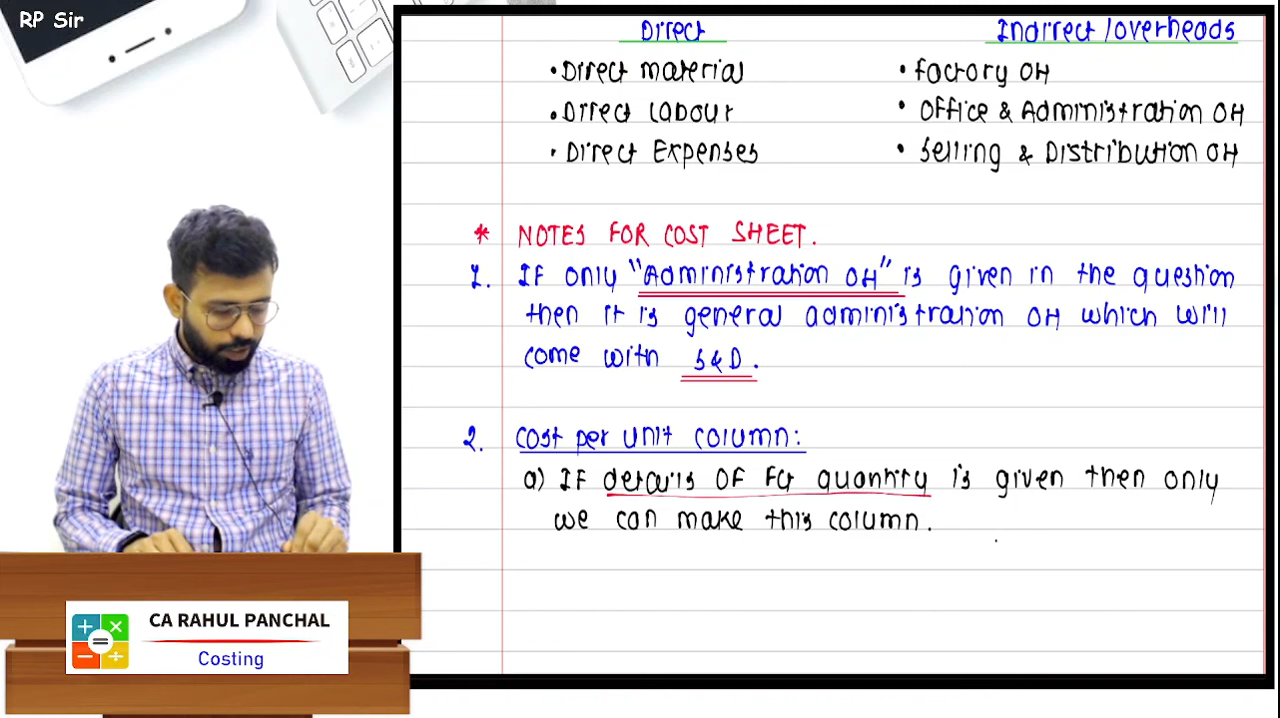 RP Sir
Direct
Indirect/overheads
• Direct material
• Factory OH
• Direct Labour
• Office & Administration OH
• Direct Expenses
• Selling & Distribution OH
* NOTES FOR COST SHEET.
1. If only "Administration OH" is given in the question
then it is general administration OH which will
come with S&D.
2. Cost per unit column:
a) If details of FG quantity is given then only
we can make this column.
CA RAHUL PANCHAL
Costing